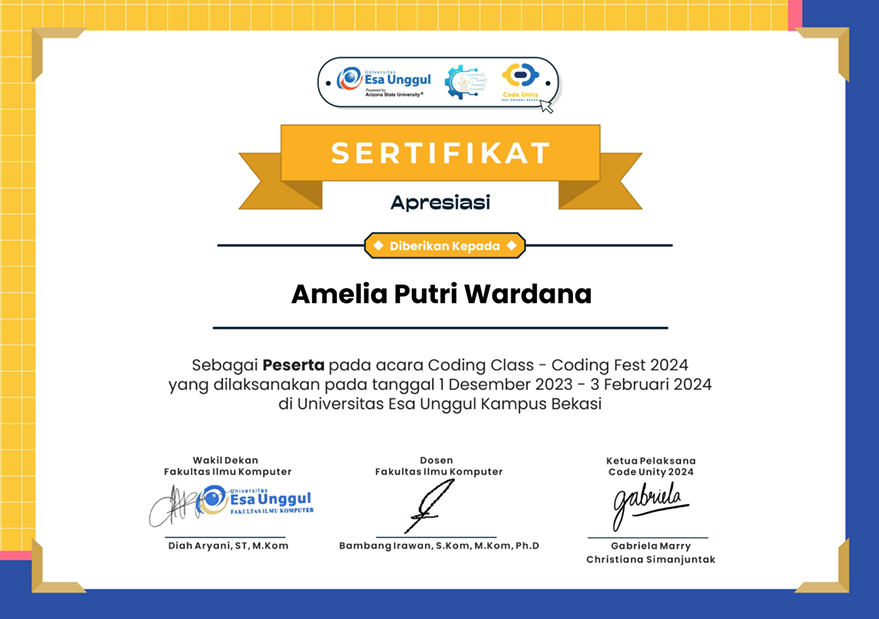 Universitas
Esa Unggul
Powered by
Arizona State University
Code Unity
ESA UNGGUL BEKASI
SERTIFIKAT
Apresiasi
Diberikan Kepada
Amelia Putri Wardana
Sebagai Peserta pada acara Coding Class - Coding Fest 2024
yang dilaksanakan pada tanggal 1 Desember 2023 - 3 Februari 2024
di Universitas Esa Unggul Kampus Bekasi
Wakil Dekan
Fakultas Ilmu Komputer
Universitas
Esa Unggul
FAKULTAS ILMU KOMPUTER
Diah Aryani, ST, M.Kom
Dosen
Fakultas Ilmu Komputer
Bambang Irawan, S.Kom, M.Kom, Ph.D
Ketua Pelaksana
Code Unity 2024
gabriela
Gabriela Marry
Christiana Simanjuntak